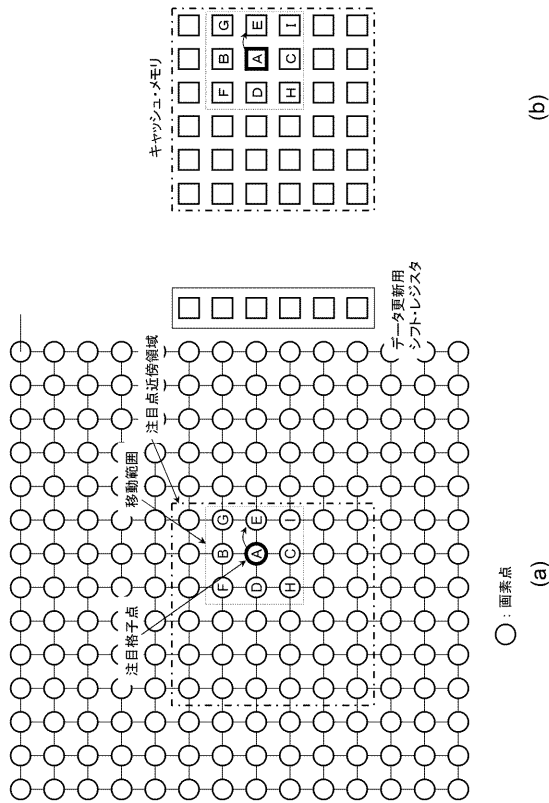 注目格子点
移動範囲
注目点近傍領域
F B G
D A E
H C I
データ更新用
シフト・レジスタ
○：画素点
(a)
キャッシュ・メモリ
F B G
D A E
H C I
(b)